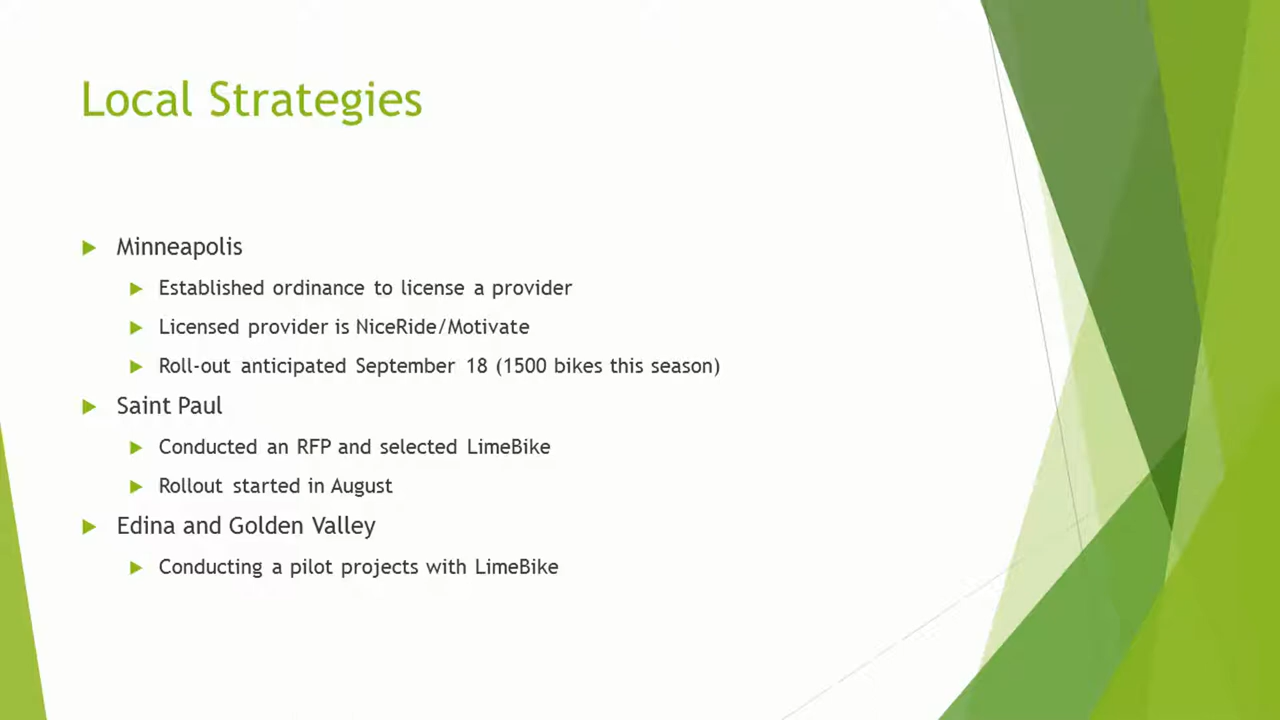 Local Strategies
Minneapolis
Established ordinance to license a provider
Licensed provider is NiceRide/Motivate
Roll-out anticipated September 18 (1500 bikes this season)
Saint Paul
Conducted an RFP and selected LimeBike
Rollout started in August
Edina and Golden Valley
Conducting a pilot projects with LimeBike